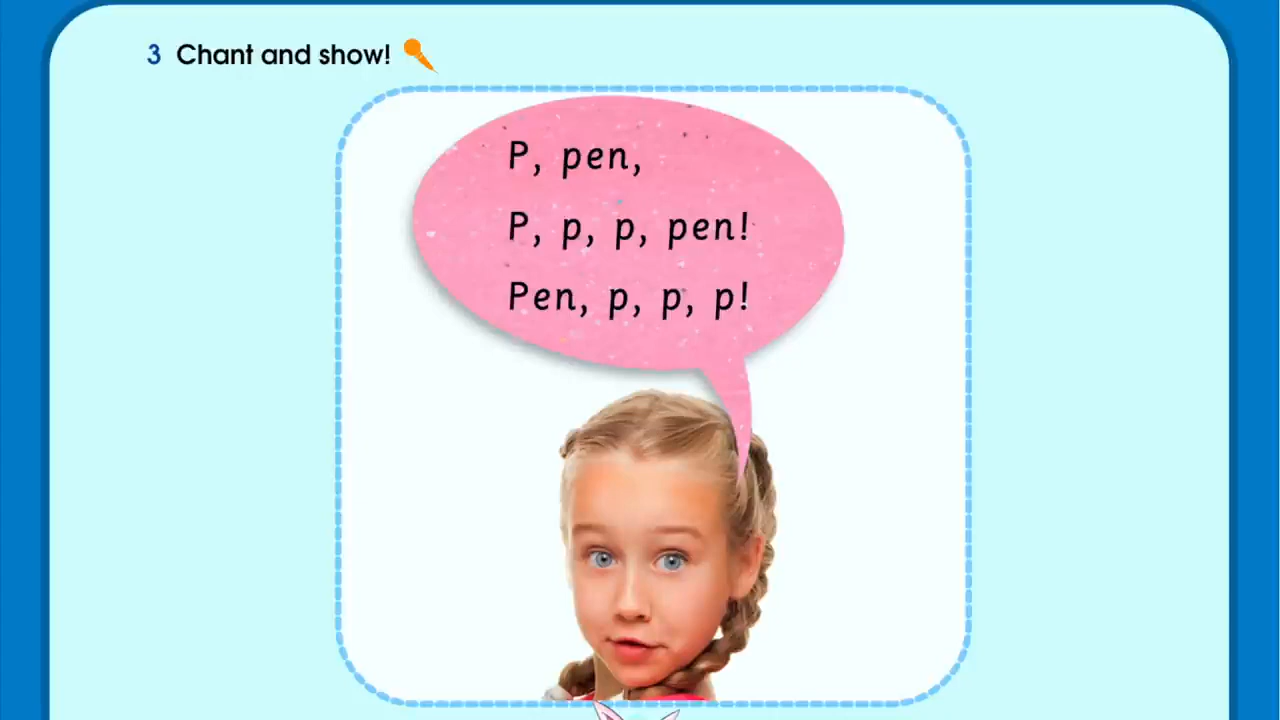 3 Chant and show!
P, pen,
P, p, p, pen!
Pen, p, p, p!